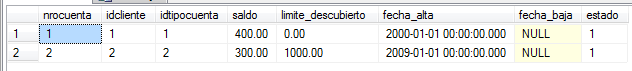 nrocuenta idcliente idtipocuenta saldo limite_descubierto fecha_alta fecha_baja estado
1 1 1 1 400.00 0.00 2000-01-01 00:00:00.000 NULL 1
2 2 2 2 300.00 1000.00 2009-01-01 00:00:00.000 NULL 1